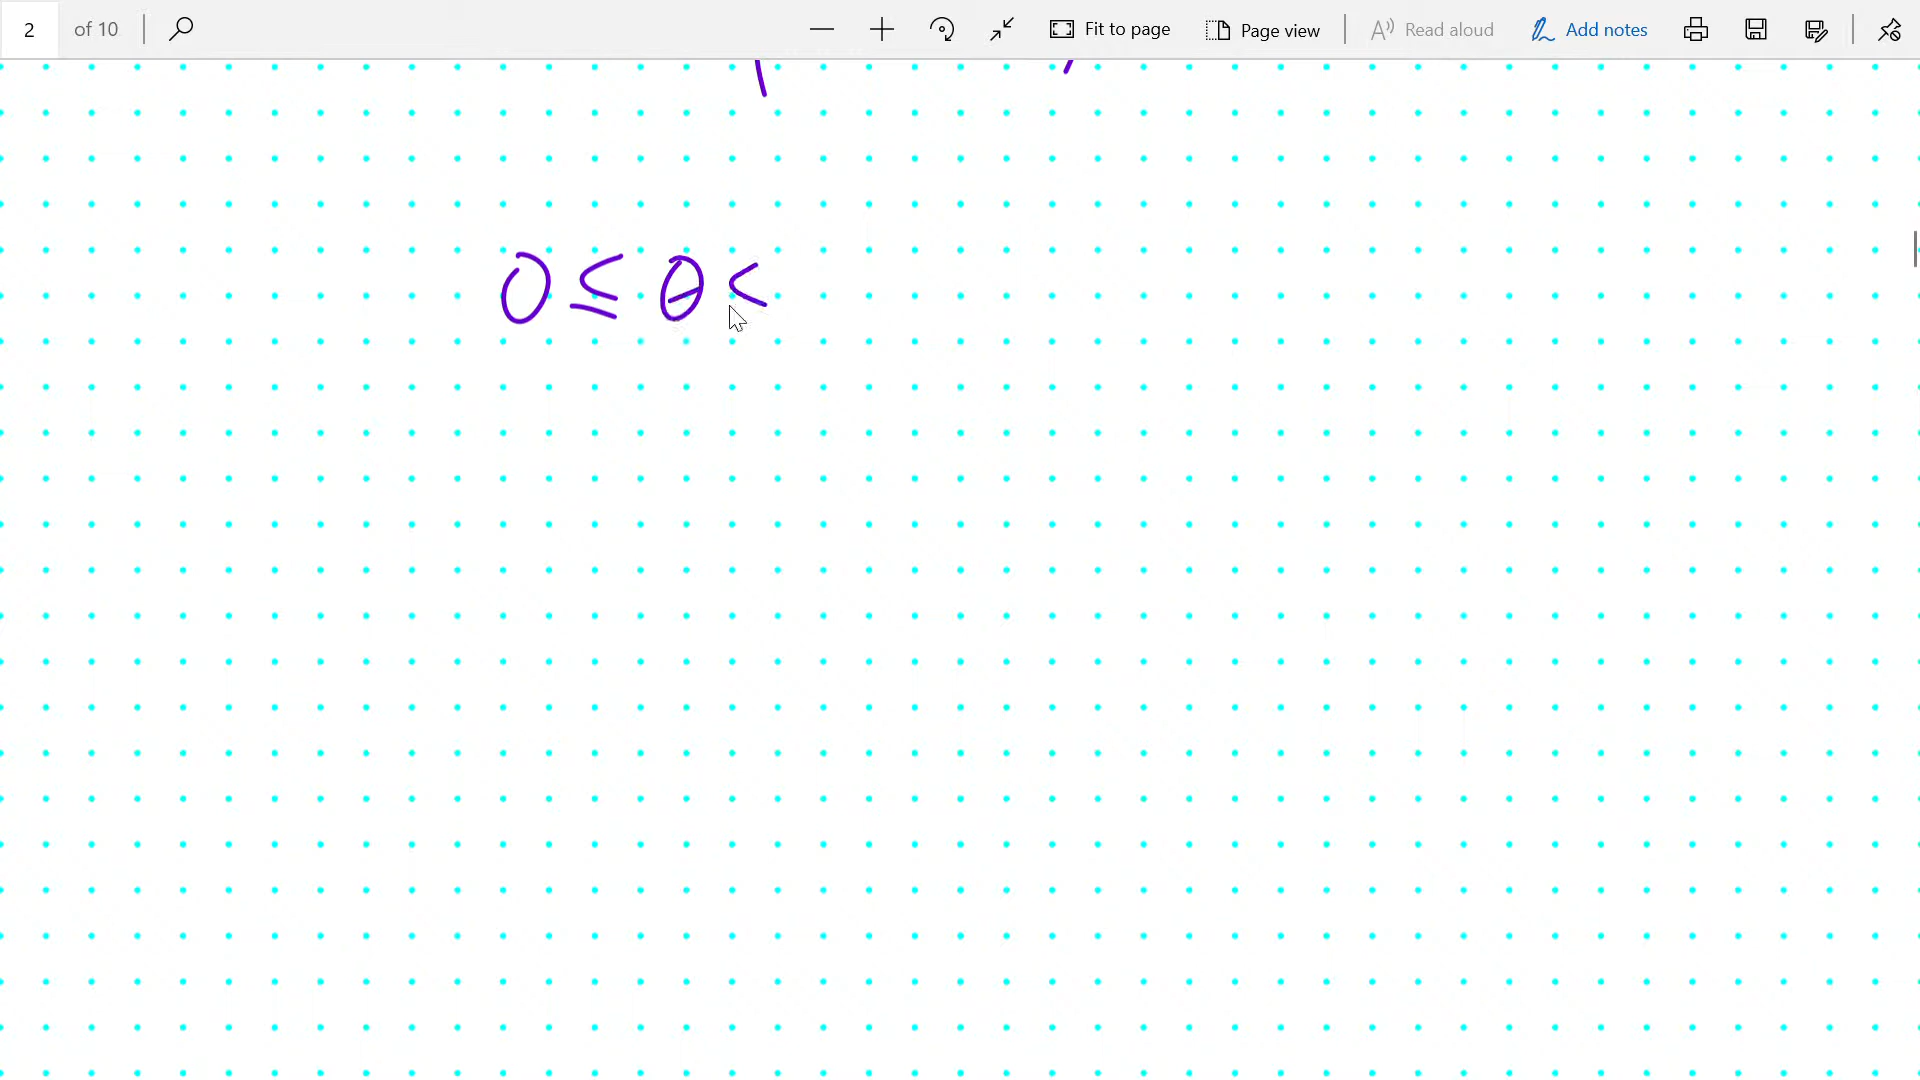 2 of 10 Fit to page Page view Read aloud Add notes
0 ≤ θ <